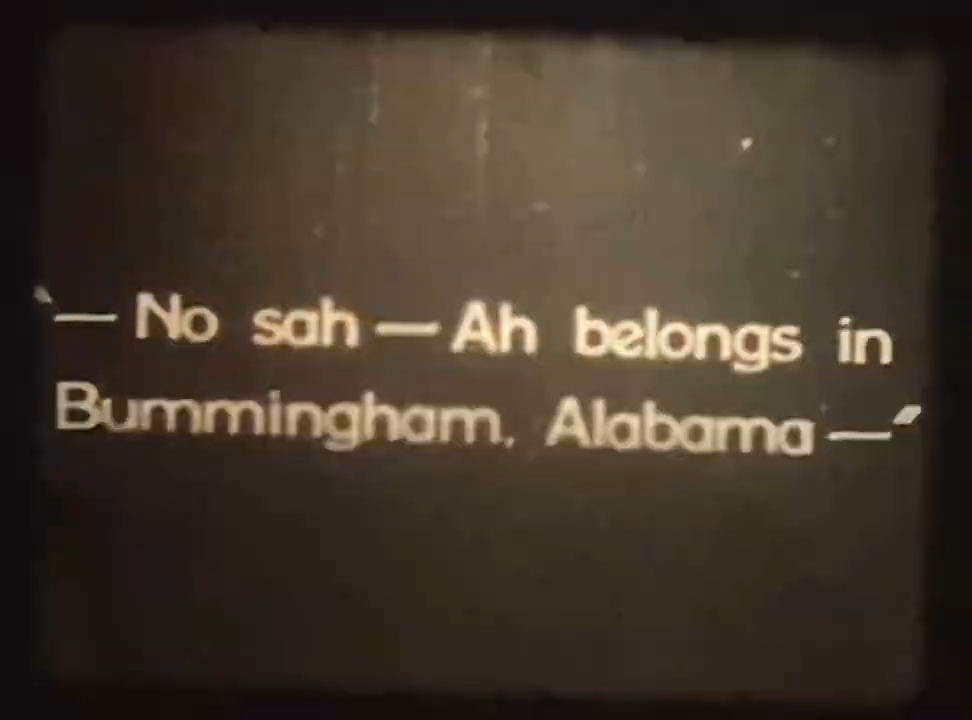 ‵— No sah — Ah belongs in
Bummingham, Alabama —′